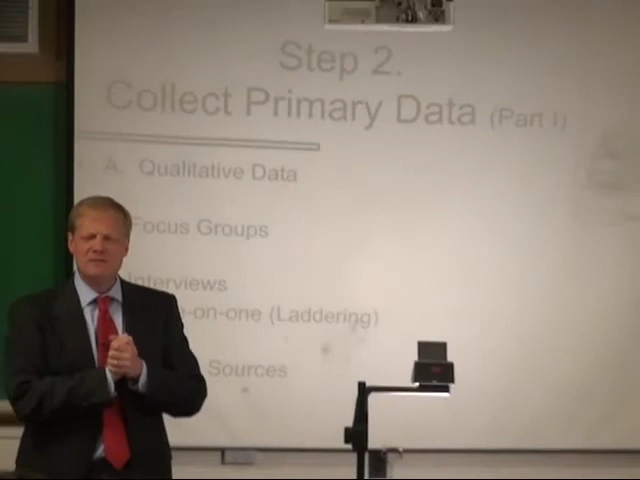 Step 2.
Collect Primary Data (Part I)
A. Qualitative Data
Focus Groups
Interviews
-on-one (Laddering)
Sources